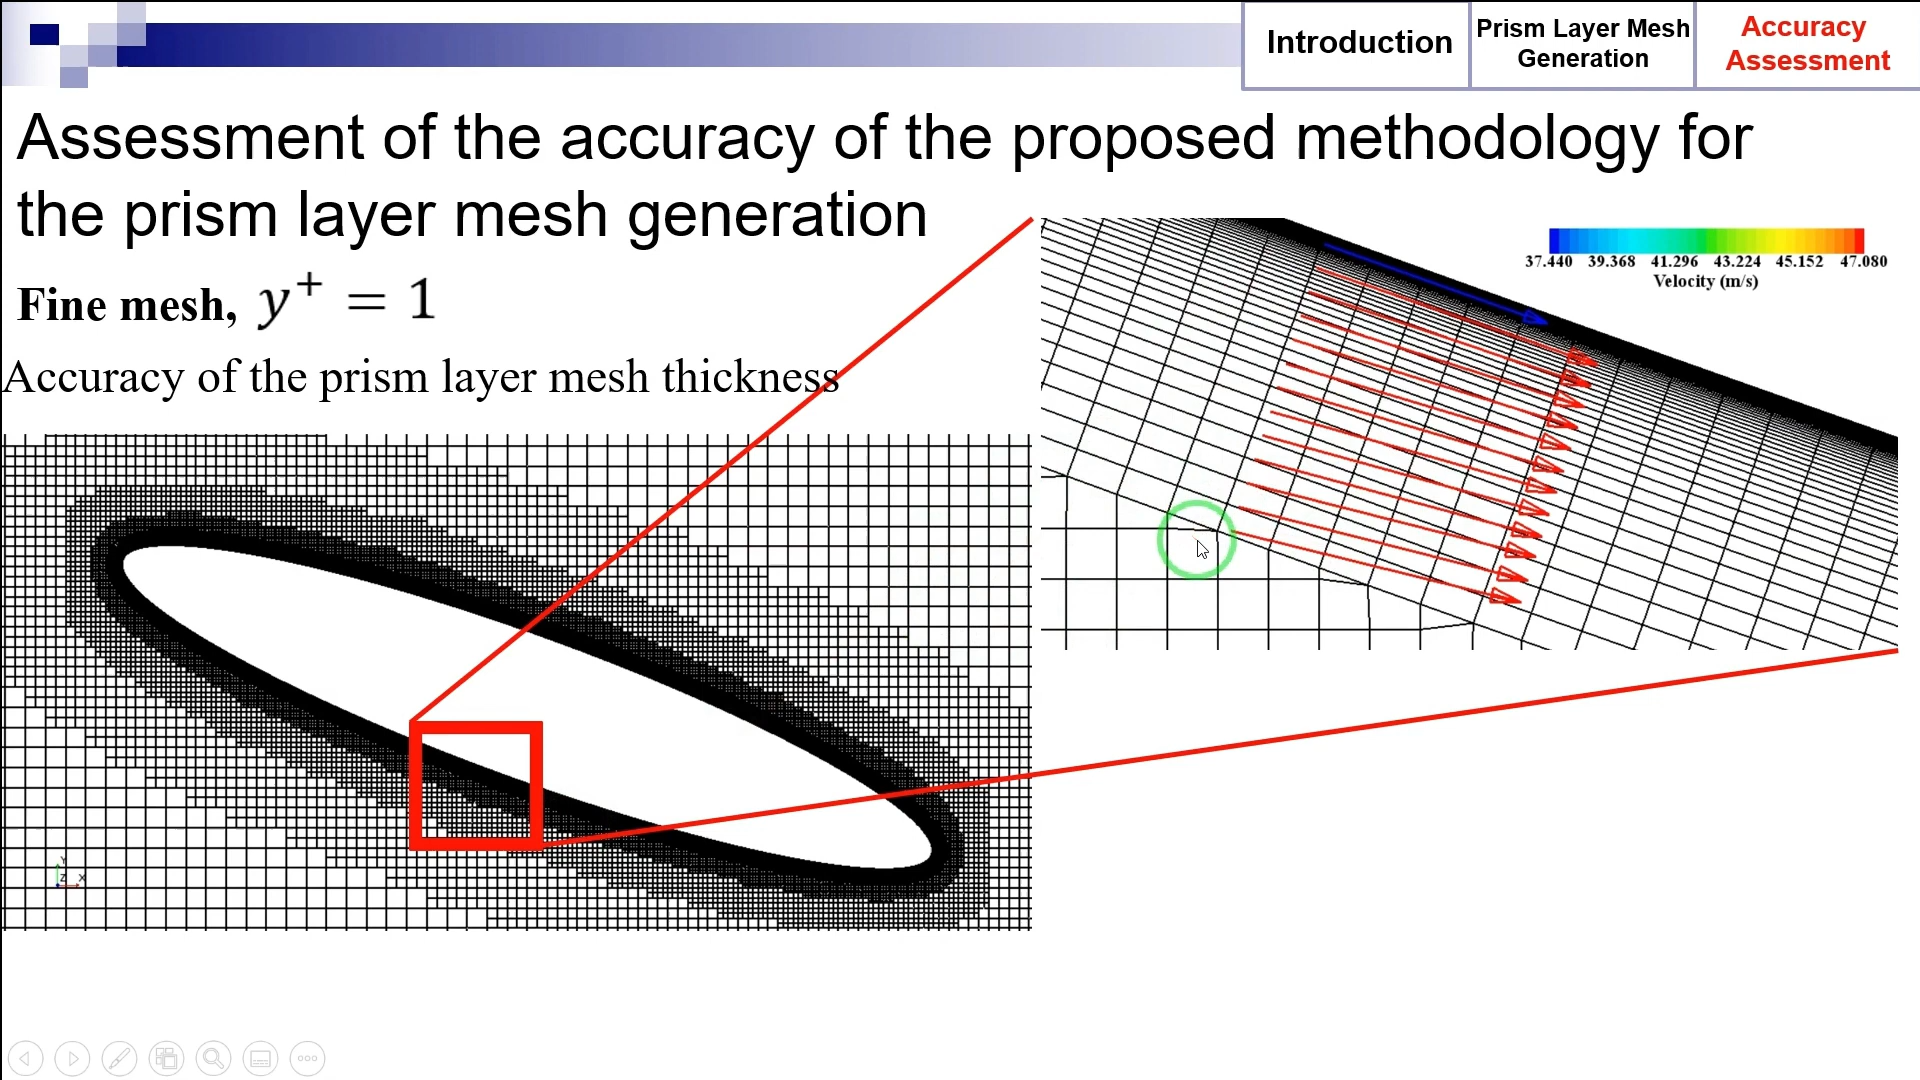 Introduction
Prism Layer Mesh
Generation
Accuracy
Assessment
Assessment of the accuracy of the proposed methodology for
the prism layer mesh generation
Fine mesh, y⁺ = 1
Accuracy of the prism layer mesh thickness
37.440 39.368 41.296 43.224 45.152 47.080
Velocity (m/s)
Y
Z X